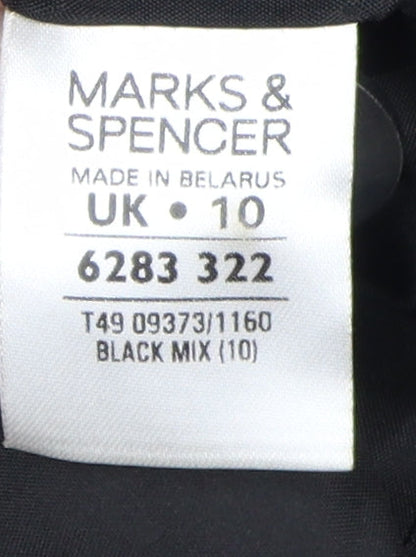 MARKS &
SPENCER
MADE IN BELARUS
UK • 10
6283 322
T49 09373/1160
BLACK MIX (10)